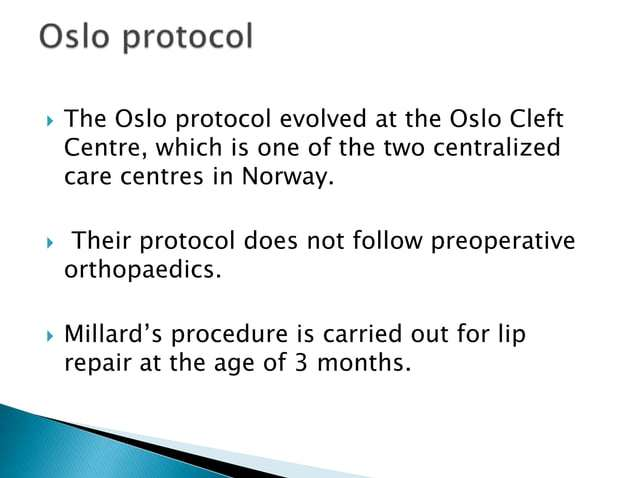 Oslo protocol
The Oslo protocol evolved at the Oslo Cleft
Centre, which is one of the two centralized
care centres in Norway.
Their protocol does not follow preoperative
orthopaedics.
Millard’s procedure is carried out for lip
repair at the age of 3 months.